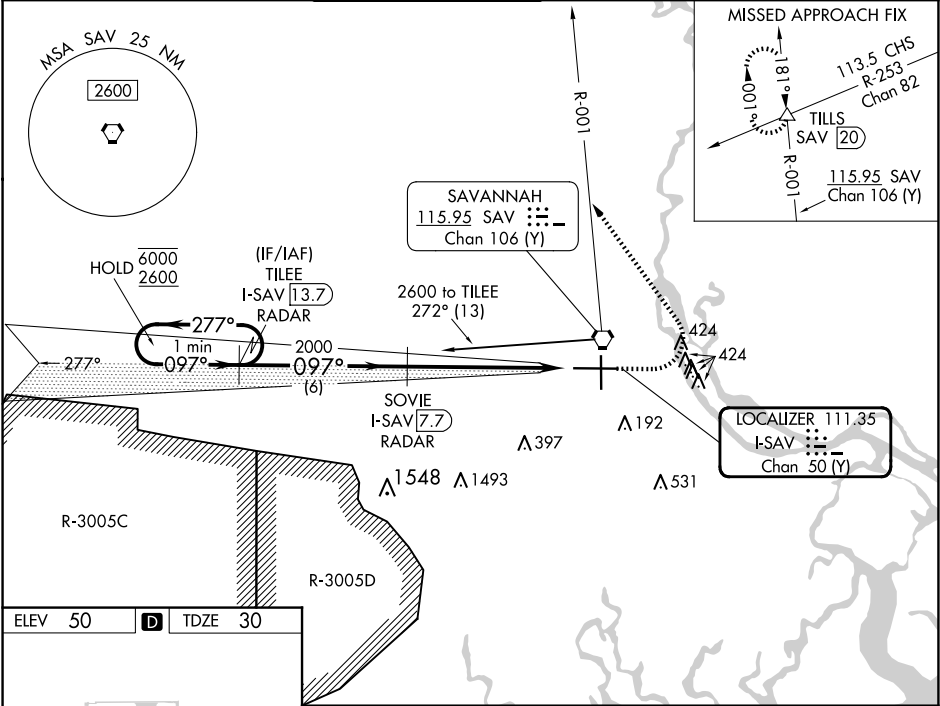 MSA SAV 25 NM
2600
MISSED APPROACH FIX
181°
001°
113.5 CHS
R-253
Chan 82
TILLS
SAV 20
R-001
115.95 SAV
Chan 106 (Y)
R-001
SAVANNAH
115.95 SAV
Chan 106 (Y)
HOLD 6000
2600
(IF/IAF)
TILEE
I-SAV 13.7
RADAR
2600 to TILEE
272° (13)
277°
1 min
097°
277°
2000
097°
(6)
SOVIE
I-SAV 7.7
RADAR
424
424
LOCALIZER 111.35
I-SAV
Chan 50 (Y)
192
397
1548
1493
531
R-3005C
R-3005D
ELEV 50 D TDZE 30